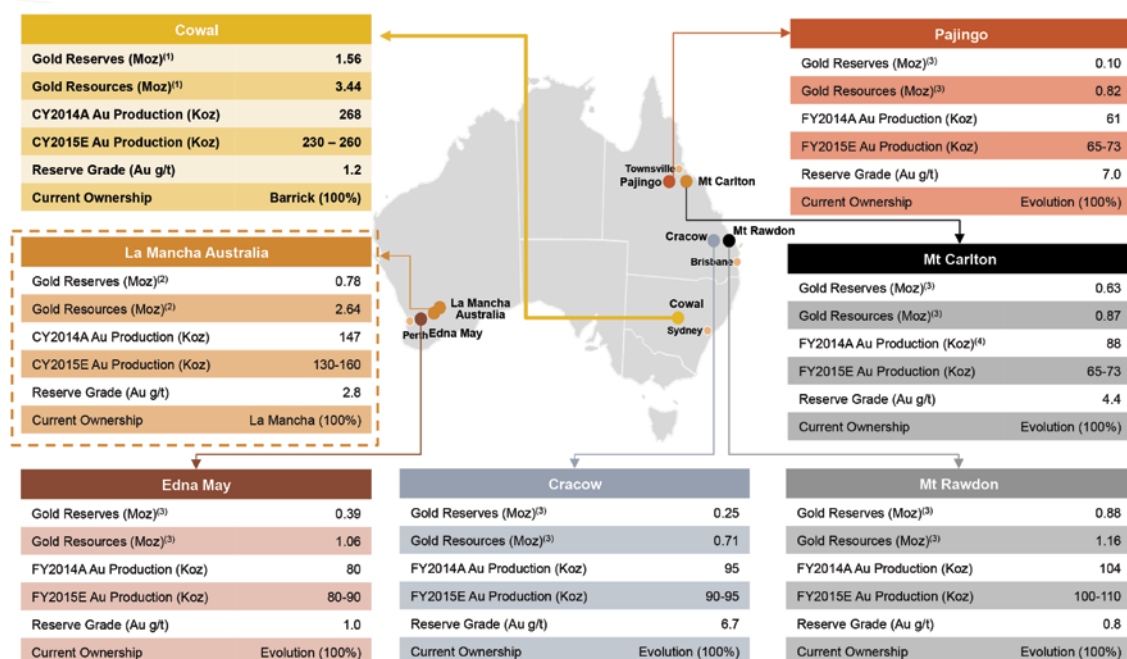 Cowal
Gold Reserves (Moz)(1) 1.56
Gold Resources (Moz)(1) 3.44
CY2014A Au Production (Koz) 268
CY2015E Au Production (Koz) 230 – 260
Reserve Grade (Au g/t) 1.2
Current Ownership Barrick (100%)
Pajingo
Gold Reserves (Moz)(3) 0.10
Gold Resources (Moz)(3) 0.82
FY2014A Au Production (Koz) 61
FY2015E Au Production (Koz) 65-73
Reserve Grade (Au g/t) 7.0
Current Ownership Evolution (100%)
Townsville
Pajingo
Mt Carlton
Cracow
Mt Rawdon
Brisbane
Cowal
Sydney
La Mancha
Australia
Perth
Edna May
La Mancha Australia
Gold Reserves (Moz)(2) 0.78
Gold Resources (Moz)(2) 2.64
CY2014A Au Production (Koz) 147
CY2015E Au Production (Koz) 130-160
Reserve Grade (Au g/t) 2.8
Current Ownership La Mancha (100%)
Mt Carlton
Gold Reserves (Moz)(3) 0.63
Gold Resources (Moz)(3) 0.87
FY2014A Au Production (Koz)(4) 88
FY2015E Au Production (Koz) 65-73
Reserve Grade (Au g/t) 4.4
Current Ownership Evolution (100%)
Edna May
Gold Reserves (Moz)(3) 0.39
Gold Resources (Moz)(3) 1.06
FY2014A Au Production (Koz) 80
FY2015E Au Production (Koz) 80-90
Reserve Grade (Au g/t) 1.0
Current Ownership Evolution (100%)
Cracow
Gold Reserves (Moz)(3) 0.25
Gold Resources (Moz)(3) 0.71
FY2014A Au Production (Koz) 95
FY2015E Au Production (Koz) 90-95
Reserve Grade (Au g/t) 6.7
Current Ownership Evolution (100%)
Mt Rawdon
Gold Reserves (Moz)(3) 0.88
Gold Resources (Moz)(3) 1.16
FY2014A Au Production (Koz) 104
FY2015E Au Production (Koz) 100-110
Reserve Grade (Au g/t) 0.8
Current Ownership Evolution (100%)